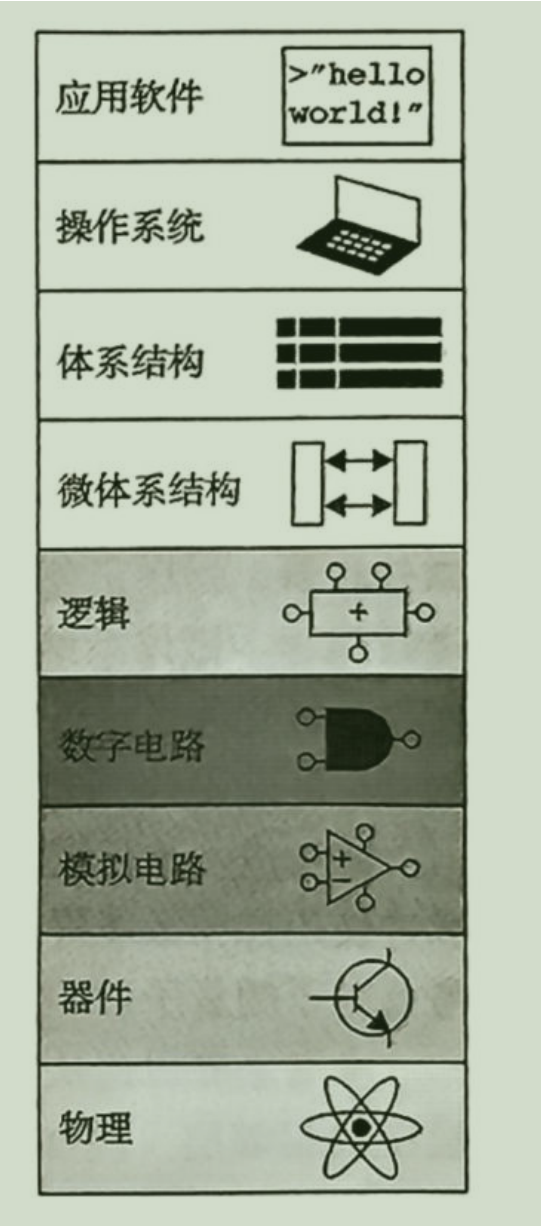 应用软件
>"hello
world!"
操作系统
体系结构
微体系结构
逻辑
+
数字电路
模拟电路
+
−
器件
物理